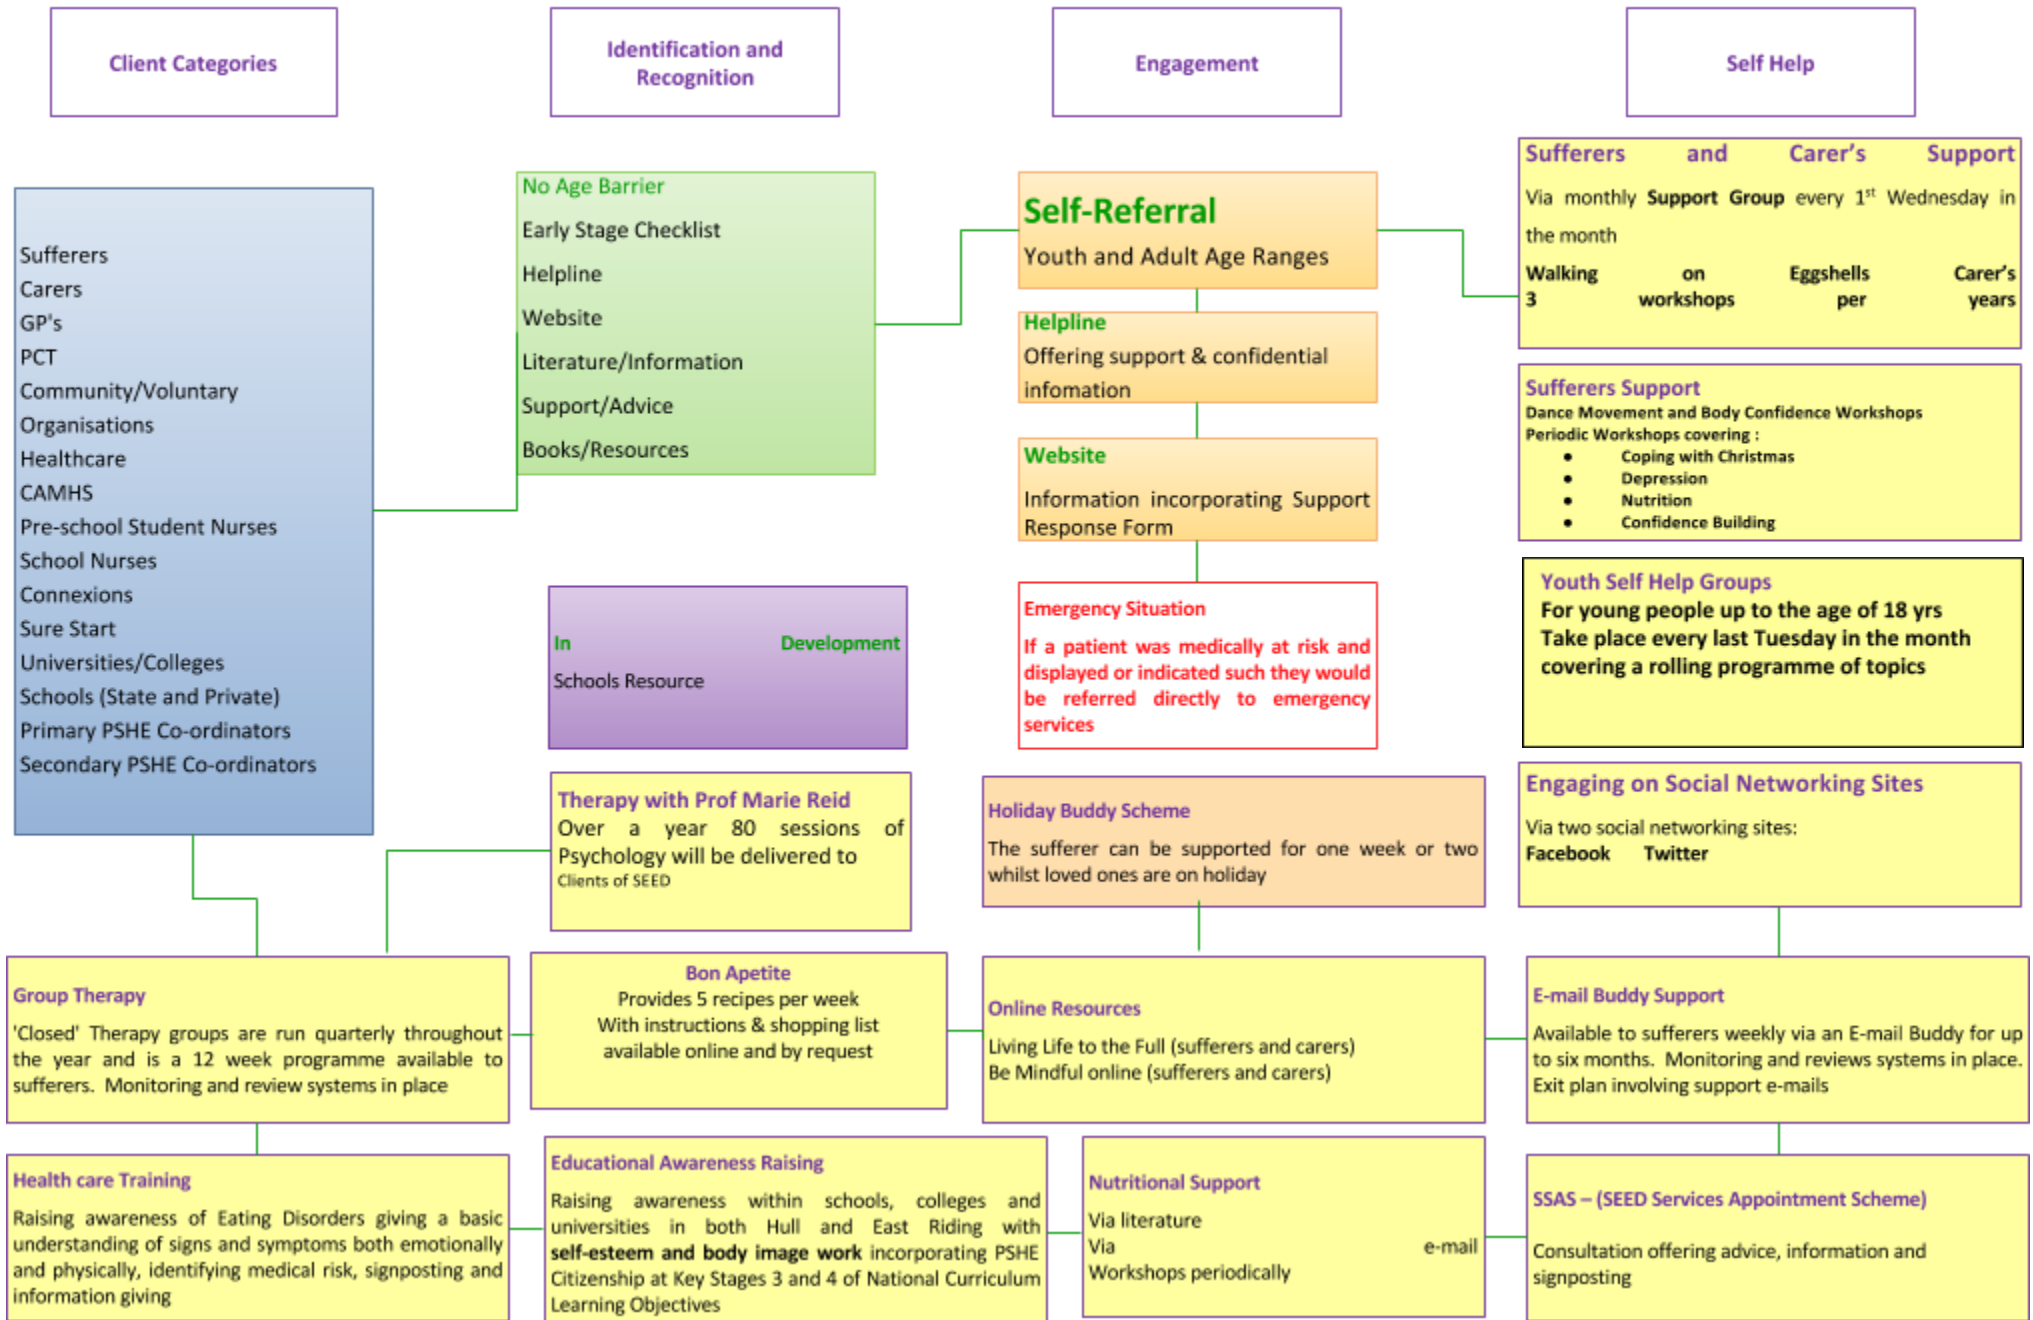 Client Categories
Identification and
Recognition
Engagement
Self Help
Sufferers
Carers
GP's
PCT
Community/Voluntary
Organisations
Healthcare
CAMHS
Pre-school Student Nurses
School Nurses
Connexions
Sure Start
Universities/Colleges
Schools (State and Private)
Primary PSHE Co-ordinators
Secondary PSHE Co-ordinators
No Age Barrier
Early Stage Checklist
Helpline
Website
Literature/Information
Support/Advice
Books/Resources
Self-Referral
Youth and Adult Age Ranges
Helpline
Offering support & confidential
infomation
Website
Information incorporating Support
Response Form
Emergency Situation
If a patient was medically at risk and
displayed or indicated such they would
be referred directly to emergency
services
Sufferers and Carer's Support
Via monthly Support Group every 1st Wednesday in
the month
Walking on Eggshells Carer's
3 workshops per years
Sufferers Support
Dance Movement and Body Confidence Workshops
Periodic Workshops covering :
● Coping with Christmas
● Depression
● Nutrition
● Confidence Building
Youth Self Help Groups
For young people up to the age of 18 yrs
Take place every last Tuesday in the month
covering a rolling programme of topics
In Development
Schools Resource
Therapy with Prof Marie Reid
Over a year 80 sessions of
Psychology will be delivered to
Clients of SEED
Holiday Buddy Scheme
The sufferer can be supported for one week or two
whilst loved ones are on holiday
Engaging on Social Networking Sites
Via two social networking sites:
Facebook Twitter
Group Therapy
'Closed' Therapy groups are run quarterly throughout
the year and is a 12 week programme available to
sufferers. Monitoring and review systems in place
Bon Apetite
Provides 5 recipes per week
With instructions & shopping list
available online and by request
Online Resources
Living Life to the Full (sufferers and carers)
Be Mindful online (sufferers and carers)
E-mail Buddy Support
Available to sufferers weekly via an E-mail Buddy for up
to six months. Monitoring and reviews systems in place.
Exit plan involving support e-mails
Health care Training
Raising awareness of Eating Disorders giving a basic
understanding of signs and symptoms both emotionally
and physically, identifying medical risk, signposting and
information giving
Educational Awareness Raising
Raising awareness within schools, colleges and
universities in both Hull and East Riding with
self-esteem and body image work incorporating PSHE
Citizenship at Key Stages 3 and 4 of National Curriculum
Learning Objectives
Nutritional Support
Via literature
Via e-mail
Workshops periodically
SSAS – (SEED Services Appointment Scheme)
Consultation offering advice, information and
signposting